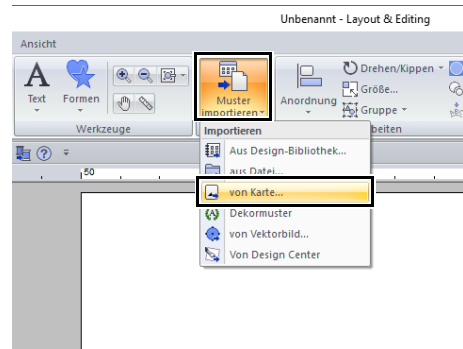 Unbenannt - Layout & Editing
Ansicht
Text
Formen
Muster
importieren
Anordnung
Drehen/Kippen
Größe...
Gruppe
Werkzeuge
Importieren
Aus Design-Bibliothek...
aus Datei...
von Karte...
Dekormuster
von Vektorbild...
Von Design Center
50